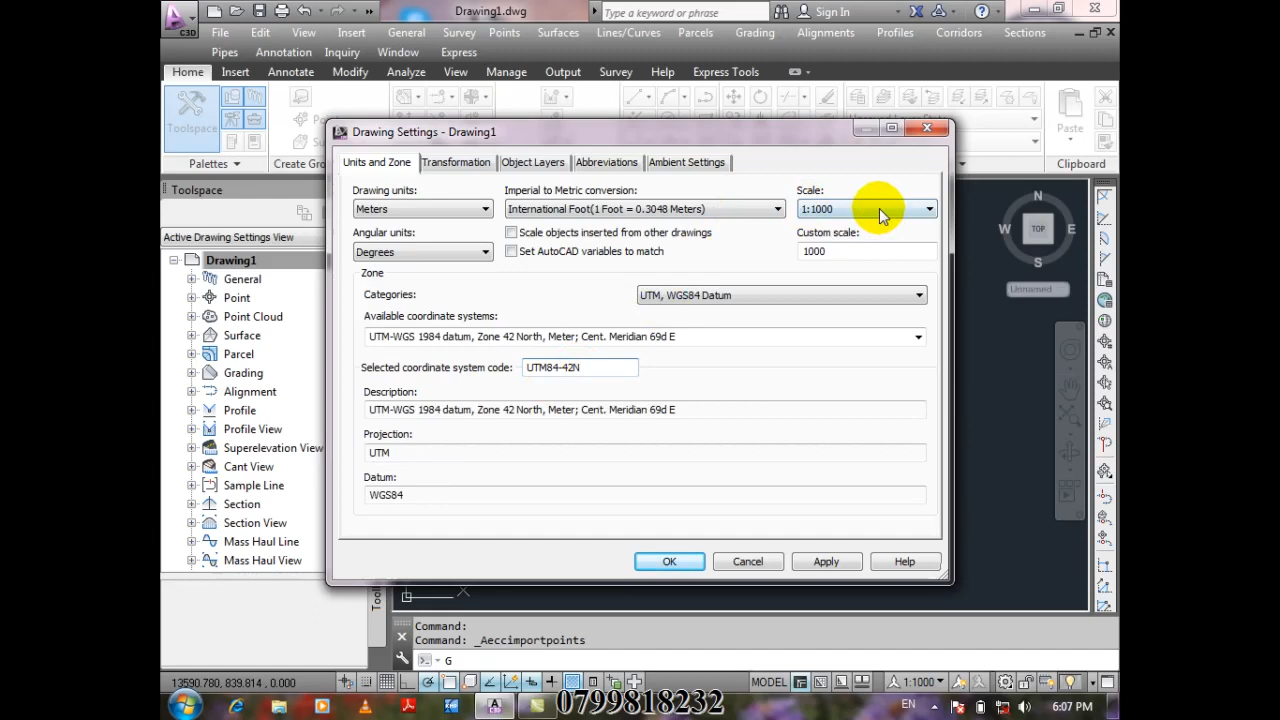 Drawing1.dwg
Type a keyword or phrase
Sign In
C3D
File Edit View Insert General Survey Points Surfaces Lines/Curves Parcels Grading Alignments Profiles Corridors Sections
Pipes Annotation Inquiry Window Express
Home Insert Annotate Modify Analyze View Manage Output Survey Help Express Tools
Toolspace
Paste
Palettes
Create Gro
Clipboard
Toolspace
Active Drawing Settings View
Drawing1
General
Point
Point Cloud
Surface
Parcel
Grading
Alignment
Profile
Profile View
Superelevation View
Cant View
Sample Line
Section
Section View
Mass Haul Line
Mass Haul View
Drawing Settings - Drawing1
Units and Zone Transformation Object Layers Abbreviations Ambient Settings
Drawing units: Imperial to Metric conversion: Scale:
Meters International Foot(1 Foot = 0.3048 Meters) 1:1000
Angular units: Scale objects inserted from other drawings Custom scale:
Degrees Set AutoCAD variables to match 1000
Zone
Categories: UTM, WGS84 Datum
Available coordinate systems:
UTM-WGS 1984 datum, Zone 42 North, Meter; Cent. Meridian 69d E
Selected coordinate system code: UTM84-42N
Description:
UTM-WGS 1984 datum, Zone 42 North, Meter; Cent. Meridian 69d E
Projection:
UTM
Datum:
WGS84
OK Cancel Apply Help
N
W TOP E
S
Unnamed
Command:
Command: _Aeccimportpoints
G
13590.780, 839.814 , 0.000
MODEL
1:1000
0799818232
EN
6:07 PM